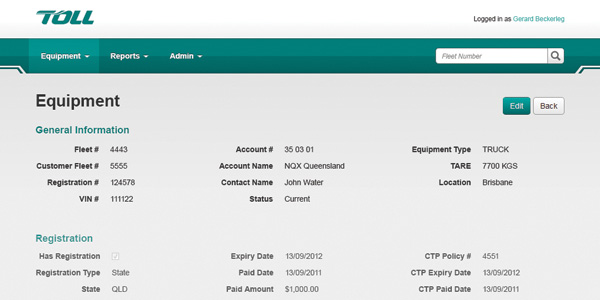 TOLL
Logged in as Gerard Beckerleg
Equipment Reports Admin Fleet Number
Equipment Edit Back
General Information
Fleet # 4443 Account # 35 03 01 Equipment Type TRUCK
Customer Fleet # 5555 Account Name NQX Queensland TARE 7700 KGS
Registration # 124578 Contact Name John Water Location Brisbane
VIN # 111122 Status Current
Registration
Has Registration Expiry Date 13/09/2012 CTP Policy # 4551
Registration Type State Paid Date 13/09/2011 CTP Expiry Date 13/09/2012
State QLD Paid Amount $1,000.00 CTP Paid Date 13/09/2011